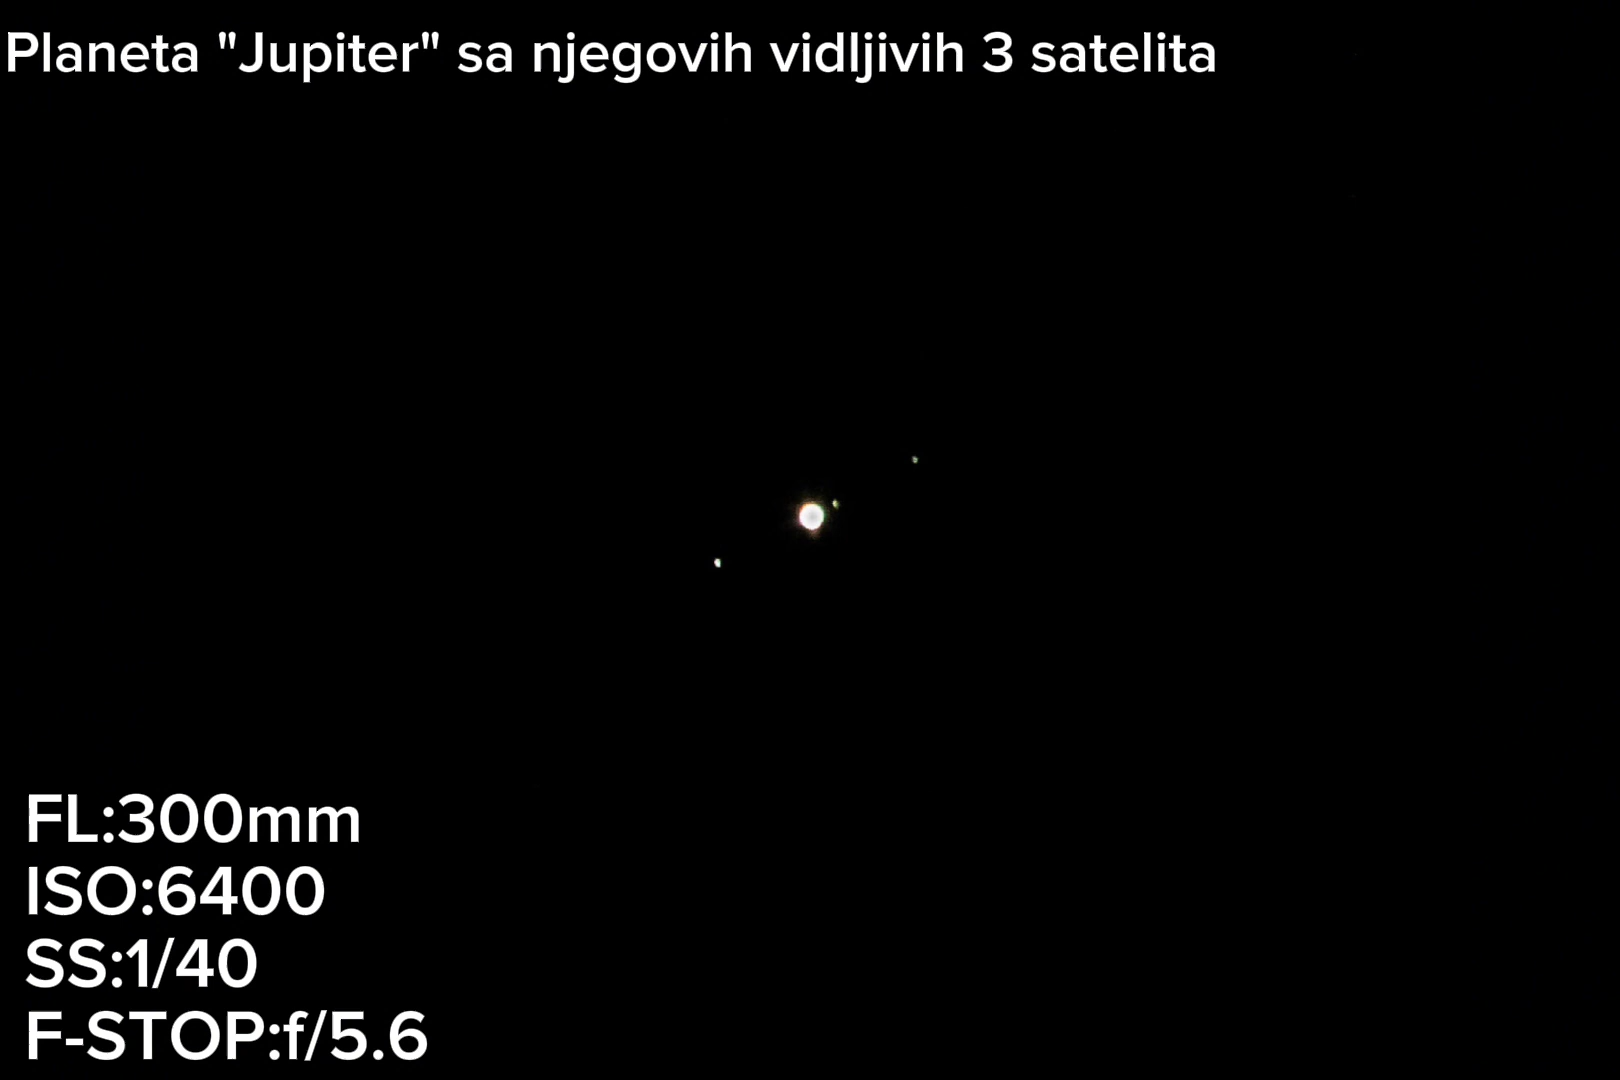 Planeta "Jupiter" sa njegovih vidljivih 3 satelita
FL:300mm
ISO:6400
SS:1/40
F-STOP:f/5.6